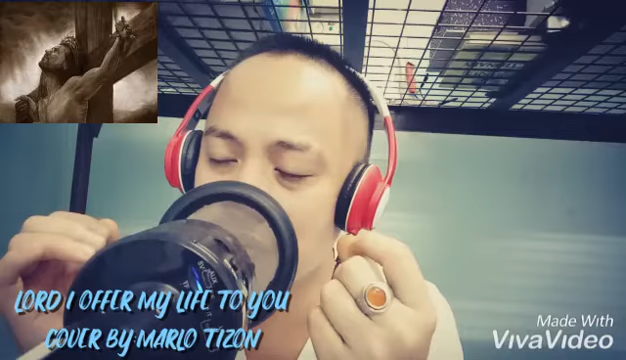 LORD I OFFER MY LIFE TO YOU
COVER BY MARLO TIZON
Made With
VivaVideo